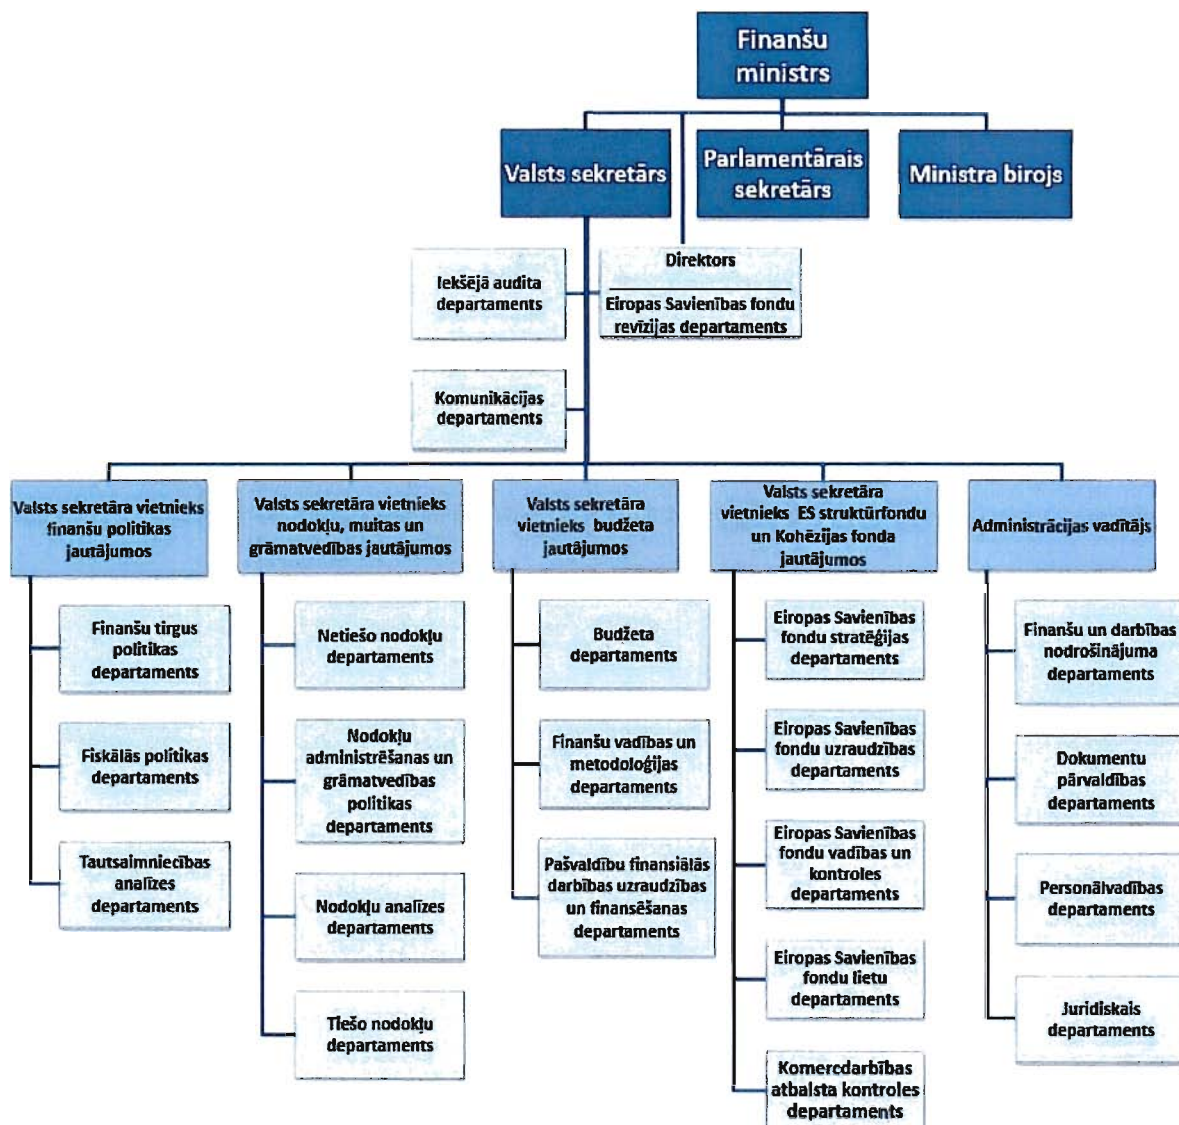 Finanšu
ministrs
Valsts sekretārs
Parlamentārais
sekretārs
Ministra birojs
Iekšējā audita
departaments
Direktors
Eiropas Savienības fondu
revīzijas departaments
Komunikācijas
departaments
Valsts sekretāra vietnieks
finanšu politikas
jautājumos
Finanšu tirgus
politikas
departaments
Fiskālās politikas
departaments
Tautsaimniecības
analīzes
departaments
Valsts sekretāra vietnieks
nodokļu, muitas un
grāmatvedības jautājumos
Netiešo nodokļu
departaments
Nodokļu
administrēšanas un
grāmatvedības
politikas
departaments
Nodokļu analīzes
departaments
Tiešo nodokļu
departaments
Valsts sekretāra
vietnieks budžeta
jautājumos
Budžeta
departaments
Finanšu vadības un
metodoloģijas
departaments
Pašvaldību finansiālās
darbības uzraudzības
un finansēšanas
departaments
Valsts sekretāra
vietnieks ES struktūrfondu
un Kohēzijas fonda
jautājumos
Eiropas Savienības
fondu stratēģijas
departaments
Eiropas Savienības
fondu uzraudzības
departaments
Eiropas Savienības
fondu vadības un
kontroles
departaments
Eiropas Savienības
fondu lietu
departaments
Komercdarbības
atbalsta kontroles
departaments
Administrācijas vadītājs
Finanšu un darbības
nodrošinājuma
departaments
Dokumentu
pārvaldības
departaments
Personālvadības
departaments
Juridiskais
departaments